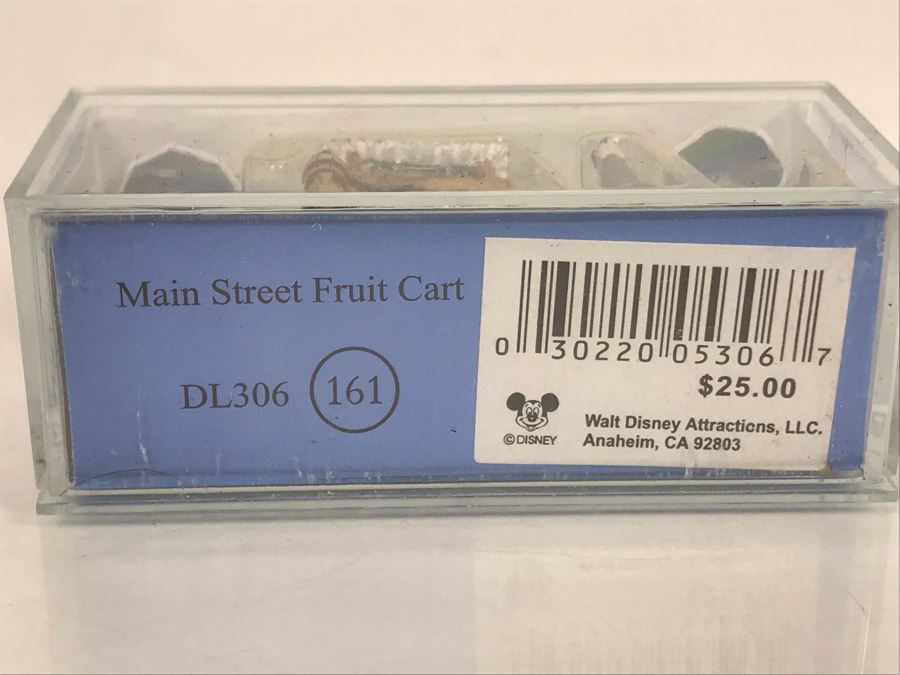 Main Street Fruit Cart
DL306 161
0 30220 05306 7
$25.00
©DISNEY
Walt Disney Attractions, LLC.
Anaheim, CA 92803